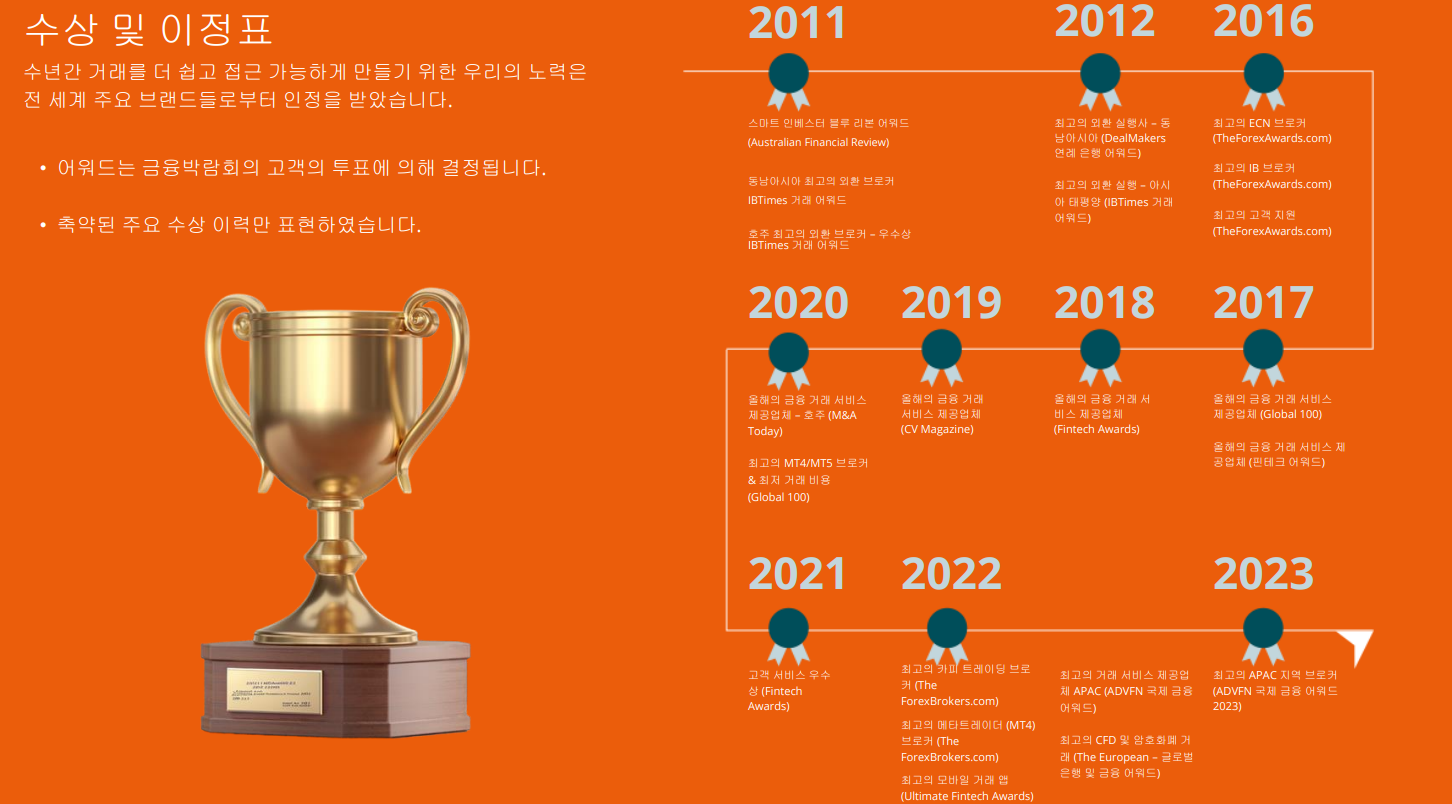 수상 및 이정표
수년간 거래를 더 쉽고 접근 가능하게 만들기 위한 우리의 노력은
전 세계 주요 브랜드들로부터 인정을 받았습니다.
• 어워드는 금융박람회의 고객의 투표에 의해 결정됩니다.
• 축약된 주요 수상 이력만 표현하였습니다.
2011
스마트 인베스터 블루 리본 어워드
(Australian Financial Review)
동남아시아 최고의 외환 브로커
IBTimes 거래 어워드
호주 최고의 외환 브로커 – 우수상
IBTimes 거래 어워드
2012
최고의 외환 실행사 – 동
남아시아 (DealMakers
연례 은행 어워드)
최고의 외환 실행 – 아시
아 태평양 (IBTimes 거래
어워드)
2016
최고의 ECN 브로커
(TheForexAwards.com)
최고의 IB 브로커
(TheForexAwards.com)
최고의 고객 지원
(TheForexAwards.com)
2020
올해의 금융 거래 서비스
제공업체 – 호주 (M&A
Today)
최고의 MT4/MT5 브로커
& 최저 거래 비용
(Global 100)
2019
올해의 금융 거래
서비스 제공업체
(CV Magazine)
2018
올해의 금융 거래 서
비스 제공업체
(Fintech Awards)
2017
올해의 금융 거래 서비스
제공업체 (Global 100)
올해의 금융 거래 서비스 제
공업체 (핀테크 어워드)
2021
고객 서비스 우수
상 (Fintech
Awards)
2022
최고의 카피 트레이딩 브로
커 (The
ForexBrokers.com)
최고의 메타트레이더 (MT4)
브로커 (The
ForexBrokers.com)
최고의 모바일 거래 앱
(Ultimate Fintech Awards)
최고의 거래 서비스 제공업
체 APAC (ADVFN 국제 금융
어워드)
최고의 CFD 및 암호화폐 거
래 (The European – 글로벌
은행 및 금융 어워드)
2023
최고의 APAC 지역 브로커
(ADVFN 국제 금융 어워드
2023)